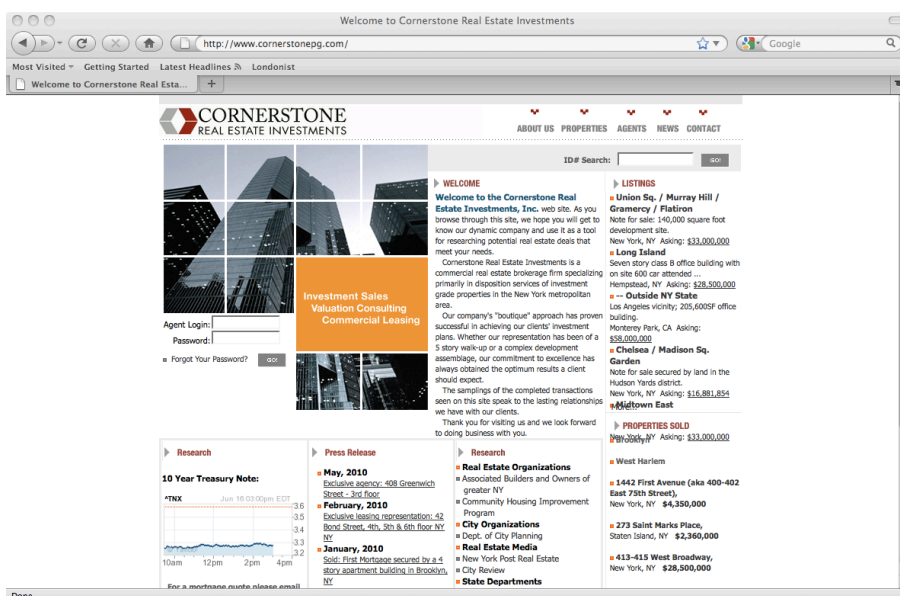 Welcome to Cornerstone Real Estate Investments
http://www.cornerstonepg.com/
Google
Most Visited
Getting Started
Latest Headlines
Londonist
Welcome to Cornerstone Real Esta...
CORNERSTONE
REAL ESTATE INVESTMENTS
ABOUT US PROPERTIES AGENTS NEWS CONTACT
ID# Search:
GO!
Investment Sales
Valuation Consulting
Commercial Leasing
Agent Login:
Password:
Forgot Your Password?
GO!
WELCOME
Welcome to the Cornerstone Real
Estate Investments, Inc. web site. As you
browse through this site, we hope you will get to
know our dynamic company and use it as a tool
for researching potential real estate deals that
meet your needs.
Cornerstone Real Estate Investments is a
commercial real estate brokerage firm specializing
primarily in disposition services of investment
grade properties in the New York metropolitan
area.
Our company's "boutique" approach has proven
successful in achieving our clients' investment
plans. Whether our representation has been of a
5 story walk-up or a complex development
assemblage, our commitment to excellence has
always obtained the optimum results a client
should expect.
The samplings of the completed transactions
seen on this site speak to the lasting relationships
we have with our clients.
Thank you for visiting us and we look forward
to doing business with you.
LISTINGS
Union Sq. / Murray Hill /
Gramercy / Flatiron
Note for sale: 140,000 square foot
development site.
New York, NY Asking: $33,000,000
Long Island
Seven story class B office building with
on site 600 car attended ...
Hempstead, NY Asking: $28,500,000
-- Outside NY State
Los Angeles vicinity; 205,600SF office
building.
Monterey Park, CA Asking:
$58,000,000
Chelsea / Madison Sq.
Garden
Note for sale secured by land in the
Hudson Yards district.
New York, NY Asking: $16,881,854
Midtown East
PROPERTIES SOLD
New York, NY Asking: $33,000,000
Brooklyn
West Harlem
1442 First Avenue (aka 400-402
East 75th Street),
New York, NY $4,350,000
273 Saint Marks Place,
Staten Island, NY $2,360,000
413-415 West Broadway,
New York, NY $28,500,000
Research
10 Year Treasury Note:
^TNX Jun 16 03:00pm EDT
3.6
3.5
3.4
3.3
3.2
10am 12pm 2pm 4pm
For a mortgage quote please email
Press Release
May, 2010
Exclusive agency: 408 Greenwich
Street - 3rd floor
February, 2010
Exclusive leasing representation: 42
Bond Street, 4th, 5th & 6th floor NY
NY
January, 2010
Sold: First Mortgage secured by a 4
story apartment building in Brooklyn,
NY
Research
Real Estate Organizations
Associated Builders and Owners of
greater NY
Community Housing Improvement
Program
City Organizations
Dept. of City Planning
Real Estate Media
New York Post Real Estate
City Review
State Departments
Done